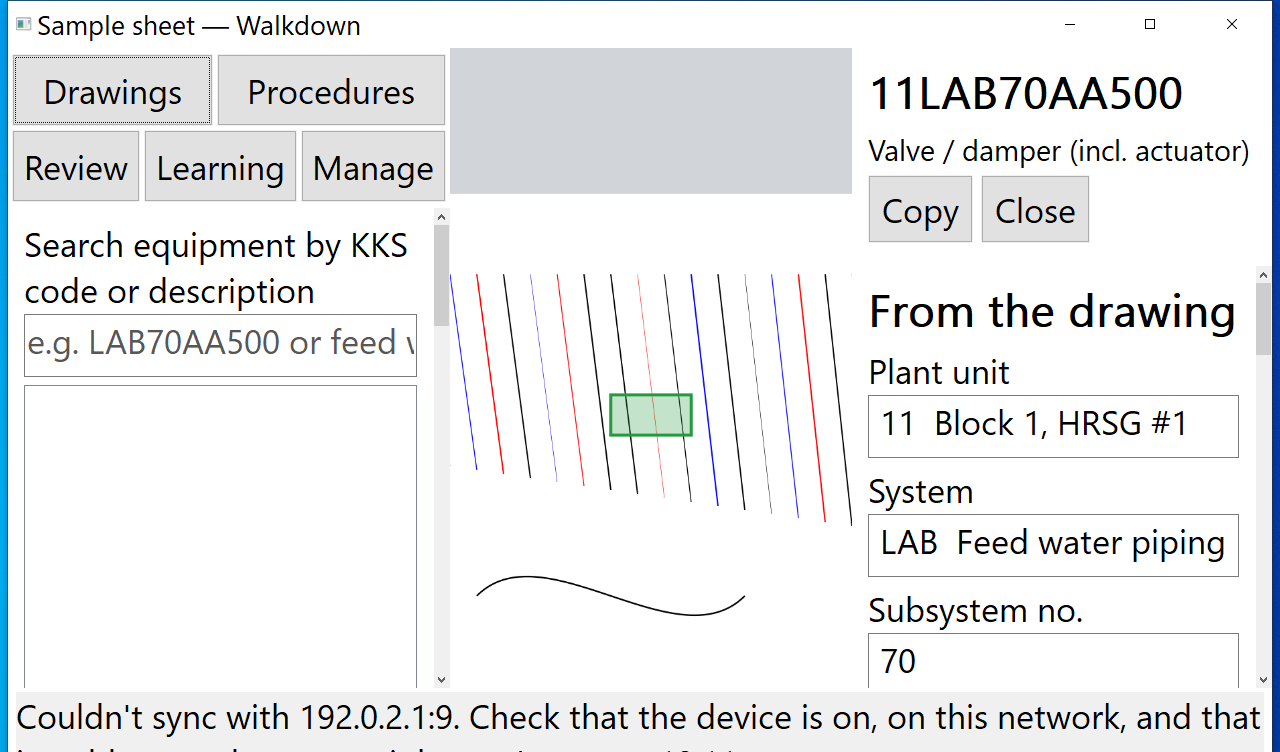 Sample sheet — Walkdown
Drawings
Procedures
Review
Learning
Manage
Search equipment by KKS
code or description
e.g. LAB70AA500 or feed
11LAB70AA500
Valve / damper (incl. actuator)
Copy
Close
From the drawing
Plant unit
11 Block 1, HRSG #1
System
LAB Feed water piping
Subsystem no.
70
Couldn't sync with 192.0.2.1:9. Check that the device is on, on this network, and that